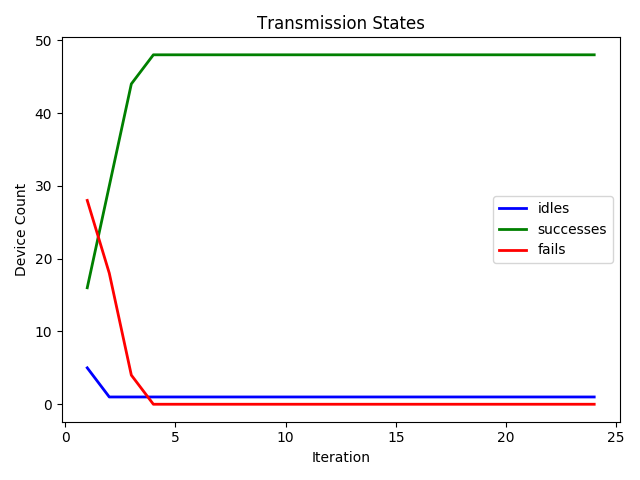 Transmission States
50
40
30
20
10
0
Device Count
idles
successes
fails
0 5 10 15 20 25
Iteration